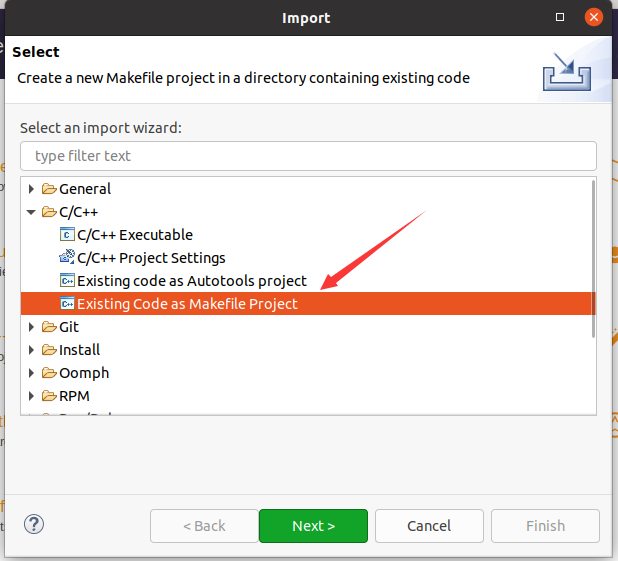 Import
Select
Create a new Makefile project in a directory containing existing code
Select an import wizard:
type filter text
General
C/C++
C/C++ Executable
C/C++ Project Settings
Existing code as Autotools project
Existing Code as Makefile Project
Git
Install
Oomph
RPM
< Back
Next >
Cancel
Finish